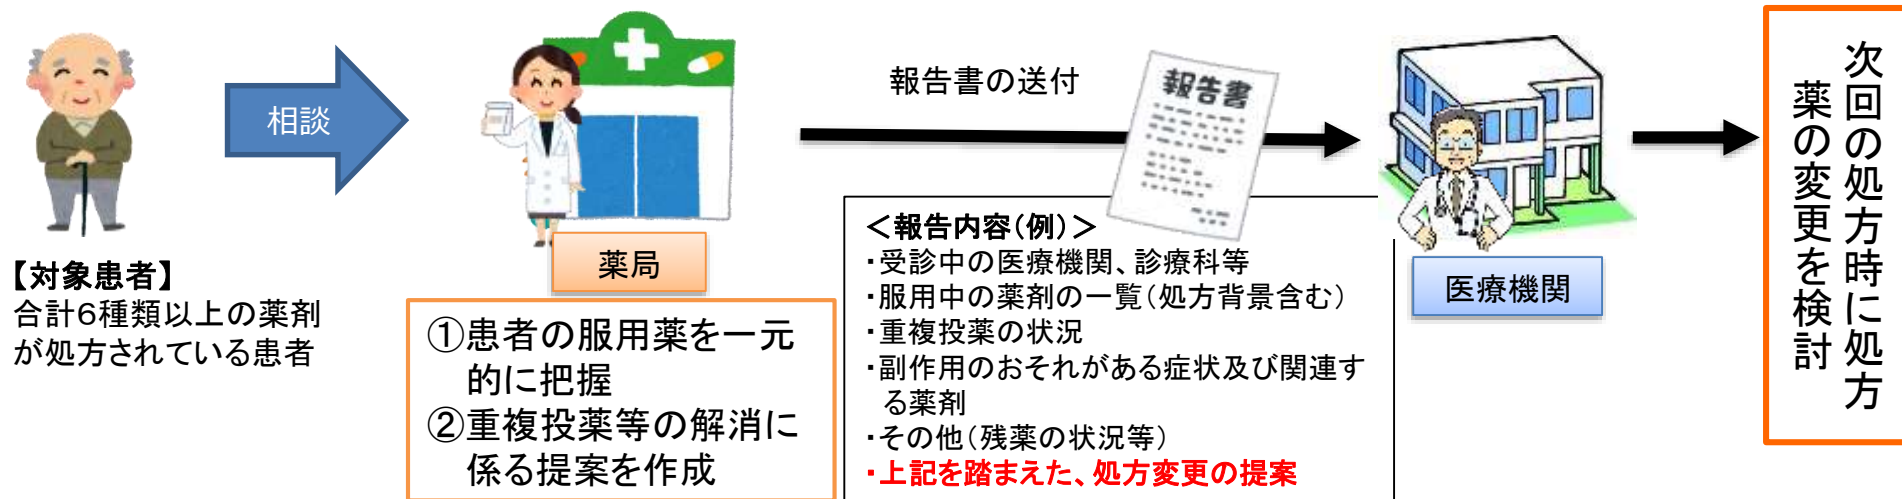 【対象患者】
合計6種類以上の薬剤
が処方されている患者
相談
薬局
①患者の服用薬を一元
的に把握
②重複投薬等の解消に
係る提案を作成
報告書の送付
報告書
＜報告内容(例)＞
・受診中の医療機関、診療科等
・服用中の薬剤の一覧(処方背景含む)
・重複投薬の状況
・副作用のおそれがある症状及び関連す
る薬剤
・その他(残薬の状況等)
・上記を踏まえた、処方変更の提案
医療機関
次回の処方時に処方
薬の変更を検討